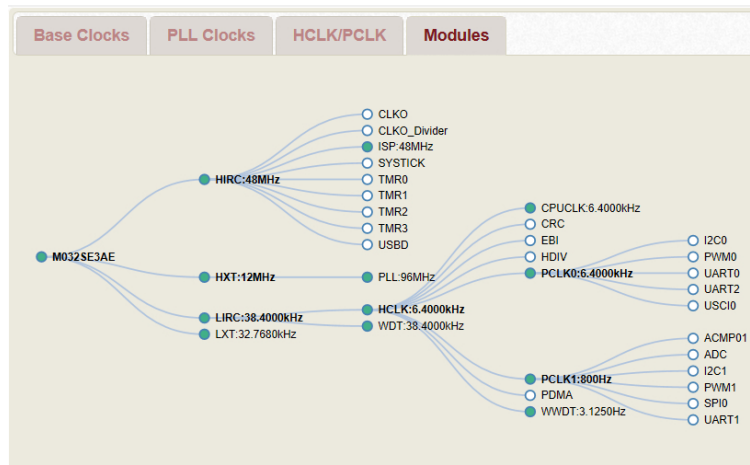 Base Clocks
PLL Clocks
HCLK/PCLK
Modules
M032SE3AE
HIRC:48MHz
CLKO
CLKO_Divider
ISP:48MHz
SYSTICK
TMR0
TMR1
TMR2
TMR3
USBD
HXT:12MHz
PLL:96MHz
LIRC:38.4000kHz
HCLK:6.4000kHz
CPUCLK:6.4000kHz
CRC
EBI
HDIV
PCLK0:6.4000kHz
I2C0
PWM0
UART0
UART2
USCI0
PCLK1:800Hz
ACMP01
ADC
I2C1
PWM1
SPI0
UART1
PDMA
WWDT:3.1250Hz
WDT:38.4000kHz
LXT:32.7680kHz